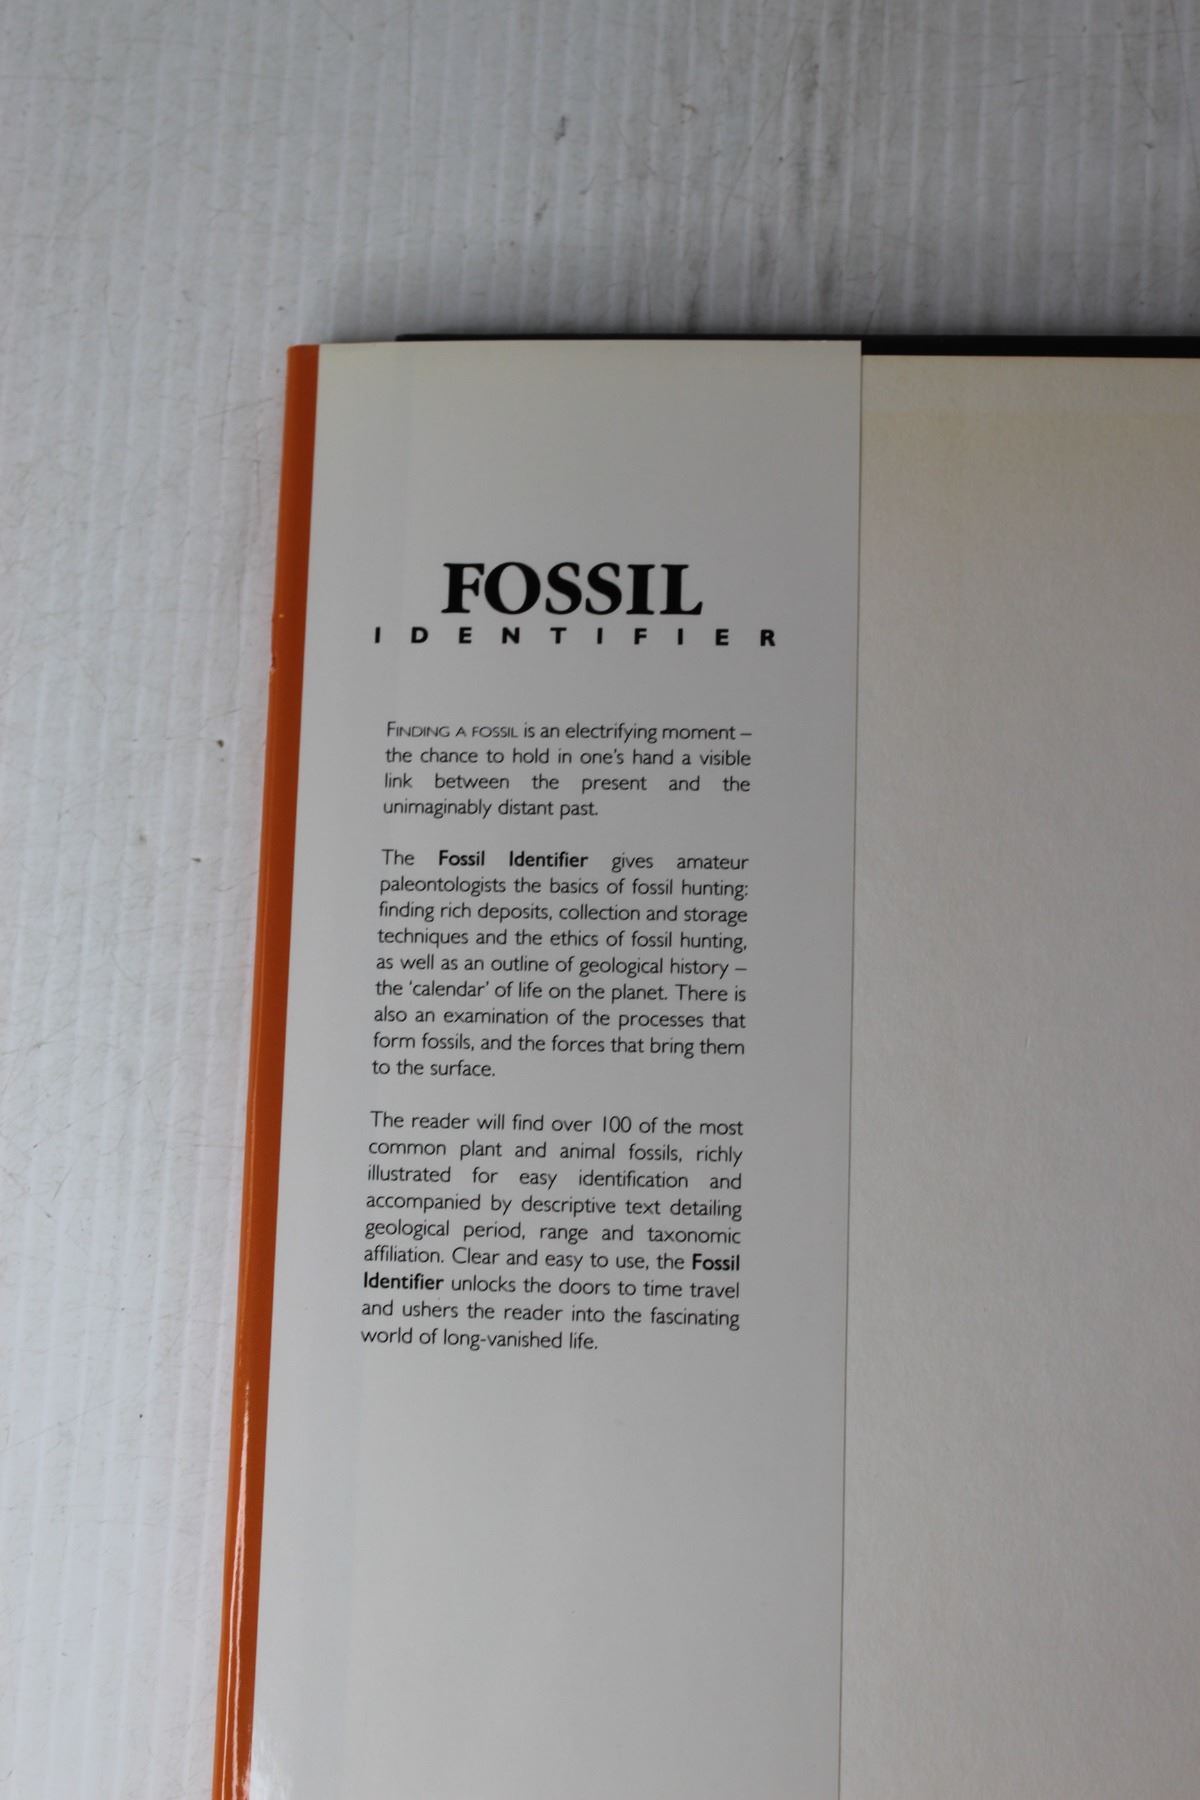 FOSSIL
IDENTIFIER
FINDING A FOSSIL is an electrifying moment –
the chance to hold in one's hand a visible
link between the present and the
unimaginably distant past.
The Fossil Identifier gives amateur
paleontologists the basics of fossil hunting:
finding rich deposits, collection and storage
techniques and the ethics of fossil hunting,
as well as an outline of geological history –
the 'calendar' of life on the planet. There is
also an examination of the processes that
form fossils, and the forces that bring them
to the surface.
The reader will find over 100 of the most
common plant and animal fossils, richly
illustrated for easy identification and
accompanied by descriptive text detailing
geological period, range and taxonomic
affiliation. Clear and easy to use, the Fossil
Identifier unlocks the doors to time travel
and ushers the reader into the fascinating
world of long-vanished life.